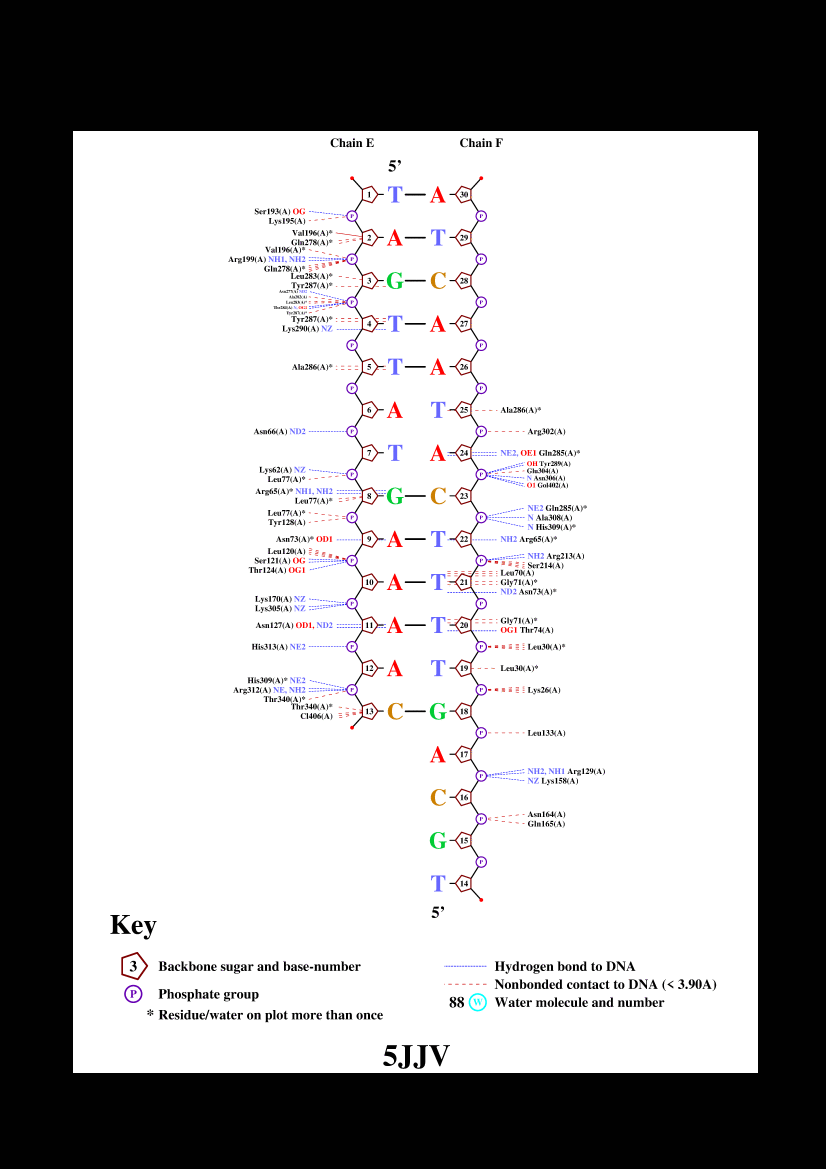 Chain E Chain F
5'
1 T A 30
Ser193(A) OG P P
Lys195(A)
Val196(A)*
2 A T 29
Gln278(A)*
Val196(A)*
Arg199(A) NH1, NH2 P P
Gln278(A)*
Leu283(A)*
3 G C 28
Tyr287(A)*
P P
Tyr287(A)*
4 T A 27
Lys290(A) NZ
P P
Ala286(A)* 5 T A 26
P P
6 A T 25 Ala286(A)*
Asn66(A) ND2 P P Arg302(A)
7 T A 24 NE2, OE1 Gln285(A)*
OH Tyr289(A)
Lys62(A) NZ P P Glu304(A)
Leu77(A)* N Asn306(A)
O1 Gol402(A)
Arg65(A)* NH1, NH2 8 G C 23
Leu77(A)*
NE2 Gln285(A)*
Leu77(A)* P P N Ala308(A)
Tyr128(A) N His309(A)*
Asn73(A)* OD1 9 A T 22 NH2 Arg65(A)*
Leu120(A)
Ser121(A) OG P P NH2 Arg213(A)
Thr124(A) OG1 Ser214(A)
Leu70(A)
10 A T 21 Gly71(A)*
ND2 Asn73(A)*
Lys170(A) NZ P P
Lys305(A) NZ
Asn127(A) OD1, ND2 11 A T 20 Gly71(A)*
OG1 Thr74(A)
His313(A) NE2 P P Leu30(A)*
12 A T 19 Leu30(A)*
His309(A)* NE2
Arg312(A) NE, NH2 P P Lys26(A)
Thr340(A)*
Thr340(A)*
13 C G 18
Cl406(A)
P Leu133(A)
A 17
P NH2, NH1 Arg129(A)
NZ Lys158(A)
C 16
P Asn164(A)
Gln165(A)
G 15
P
T 14
5'
Key
3 Backbone sugar and base-number
P Phosphate group
* Residue/water on plot more than once
Hydrogen bond to DNA
Nonbonded contact to DNA (< 3.90A)
88 W Water molecule and number
5JJV